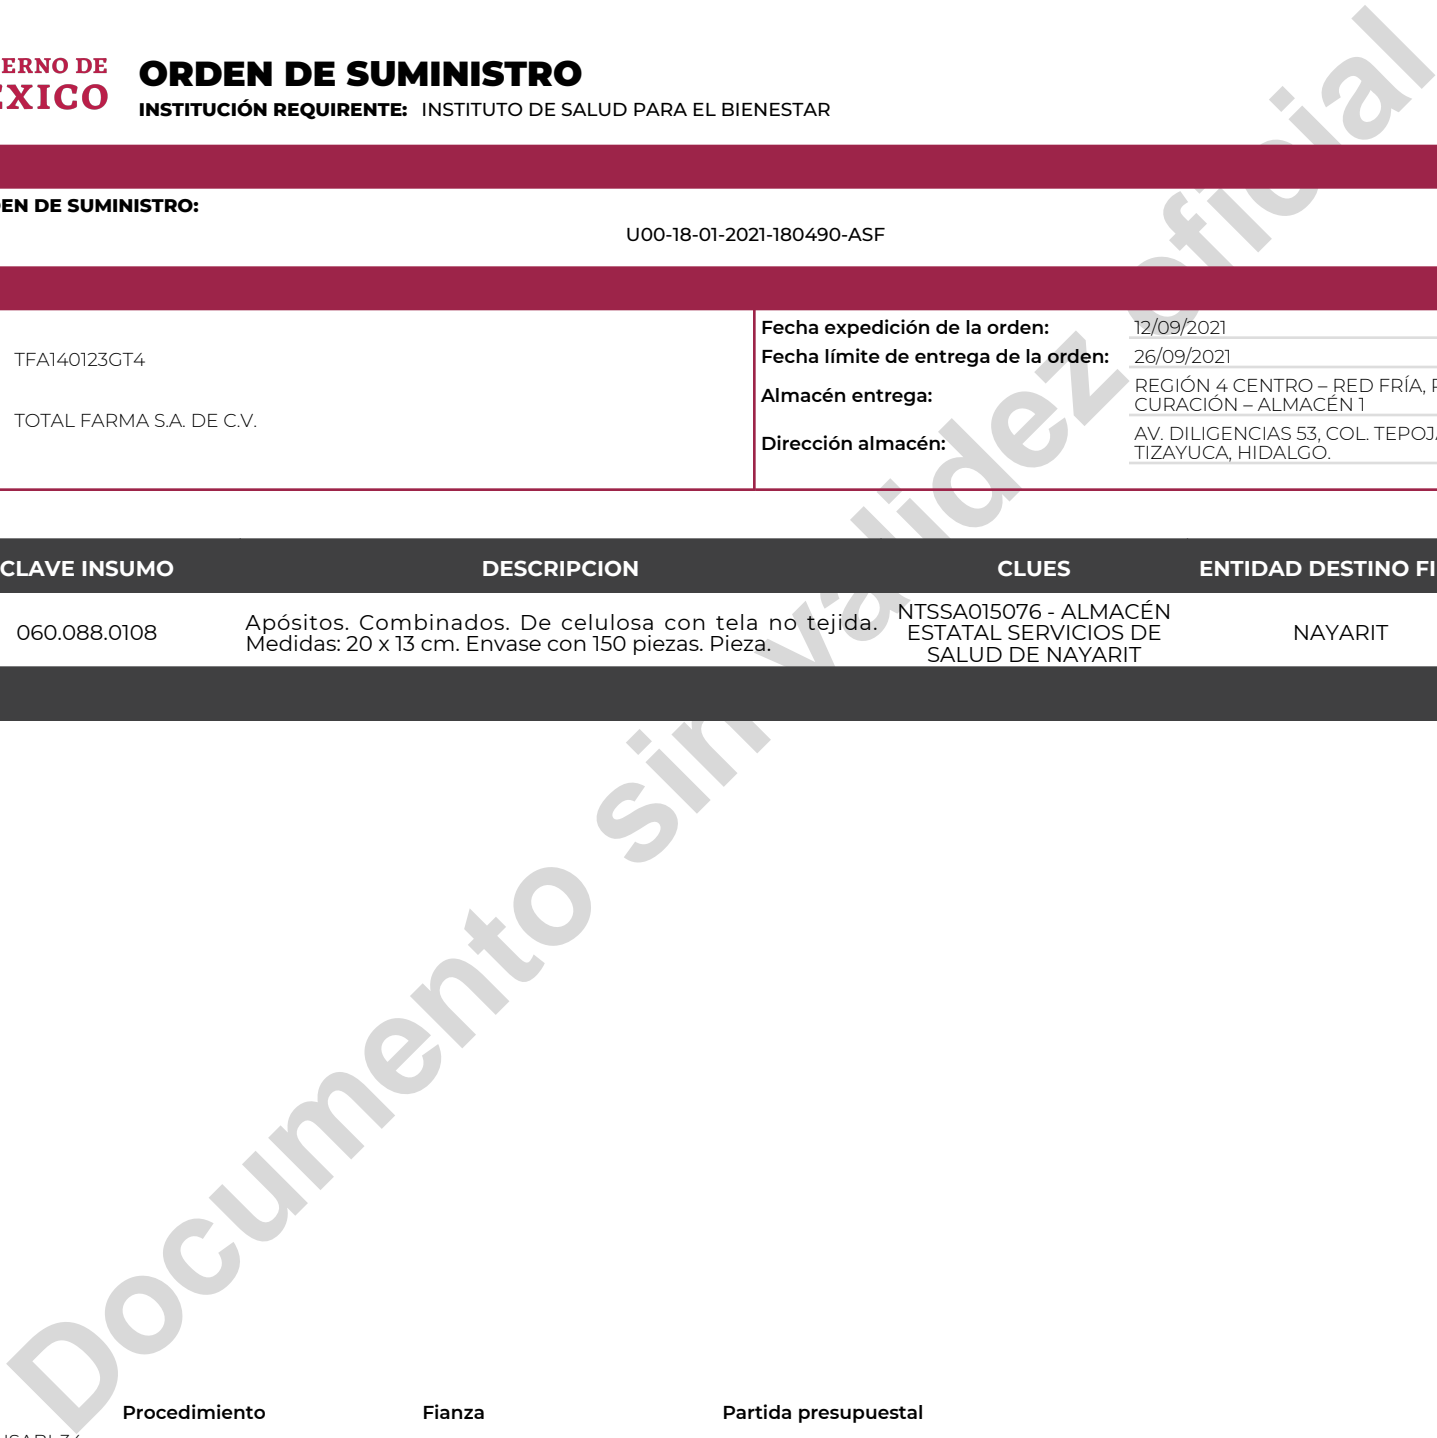 ERNO DE
ÉXICO
ORDEN DE SUMINISTRO
INSTITUCIÓN REQUIRENTE: INSTITUTO DE SALUD PARA EL BIENESTAR
EN DE SUMINISTRO:
U00-18-01-2021-180490-ASF
TFA140123GT4
TOTAL FARMA S.A. DE C.V.
Fecha expedición de la orden: 12/09/2021
Fecha límite de entrega de la orden: 26/09/2021
Almacén entrega: REGIÓN 4 CENTRO – RED FRÍA,
CURACIÓN – ALMACÉN 1
Dirección almacén: AV. DILIGENCIAS 53, COL. TEPOJ
TIZAYUCA, HIDALGO.
CLAVE INSUMO DESCRIPCION CLUES ENTIDAD DESTINO FI
060.088.0108
Apósitos. Combinados. De celulosa con tela no tejida.
Medidas: 20 x 13 cm. Envase con 150 piezas. Pieza.
NTSSA015076 - ALMACÉN
ESTATAL SERVICIOS DE
SALUD DE NAYARIT
NAYARIT
Documento sin validez oficial
Procedimiento Fianza Partida presupuestal